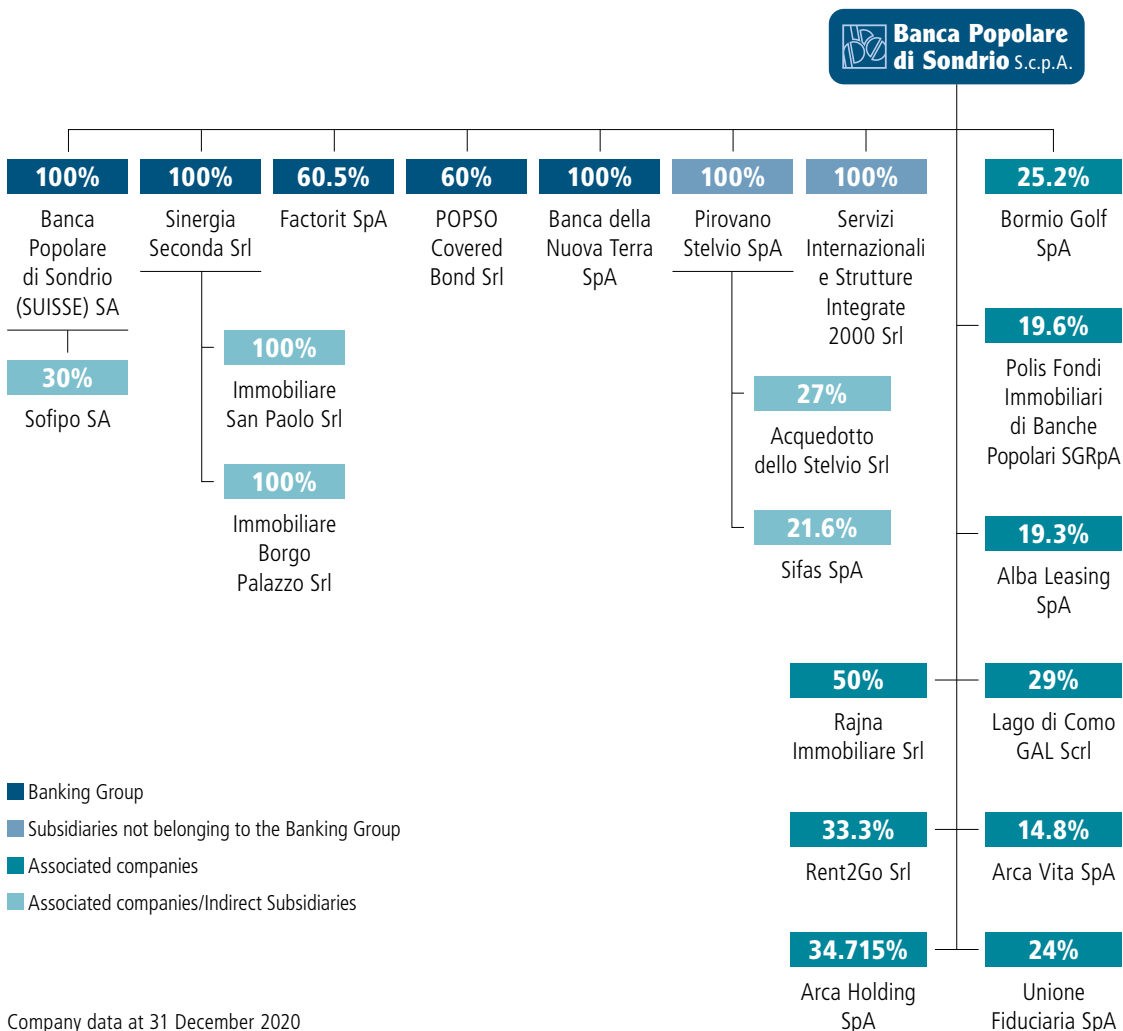 Banca Popolare
di Sondrio S.c.p.A.
100%
Banca
Popolare
di Sondrio
(SUISSE) SA
30%
Sofipo SA
100%
Sinergia
Seconda Srl
100%
Immobiliare
San Paolo Srl
100%
Immobiliare
Borgo
Palazzo Srl
60.5%
Factorit SpA
60%
POPSO
Covered
Bond Srl
100%
Banca della
Nuova Terra
SpA
100%
Pirovano
Stelvio SpA
27%
Acquedotto
dello Stelvio Srl
21.6%
Sifas SpA
100%
Servizi
Internazionali
e Strutture
Integrate
2000 Srl
25.2%
Bormio Golf
SpA
19.6%
Polis Fondi
Immobiliari
di Banche
Popolari SGRpA
19.3%
Alba Leasing
SpA
50%
Rajna
Immobiliare Srl
29%
Lago di Como
GAL Scrl
33.3%
Rent2Go Srl
14.8%
Arca Vita SpA
34.715%
Arca Holding
SpA
24%
Unione
Fiduciaria SpA
Banking Group
Subsidiaries not belonging to the Banking Group
Associated companies
Associated companies/Indirect Subsidiaries
Company data at 31 December 2020